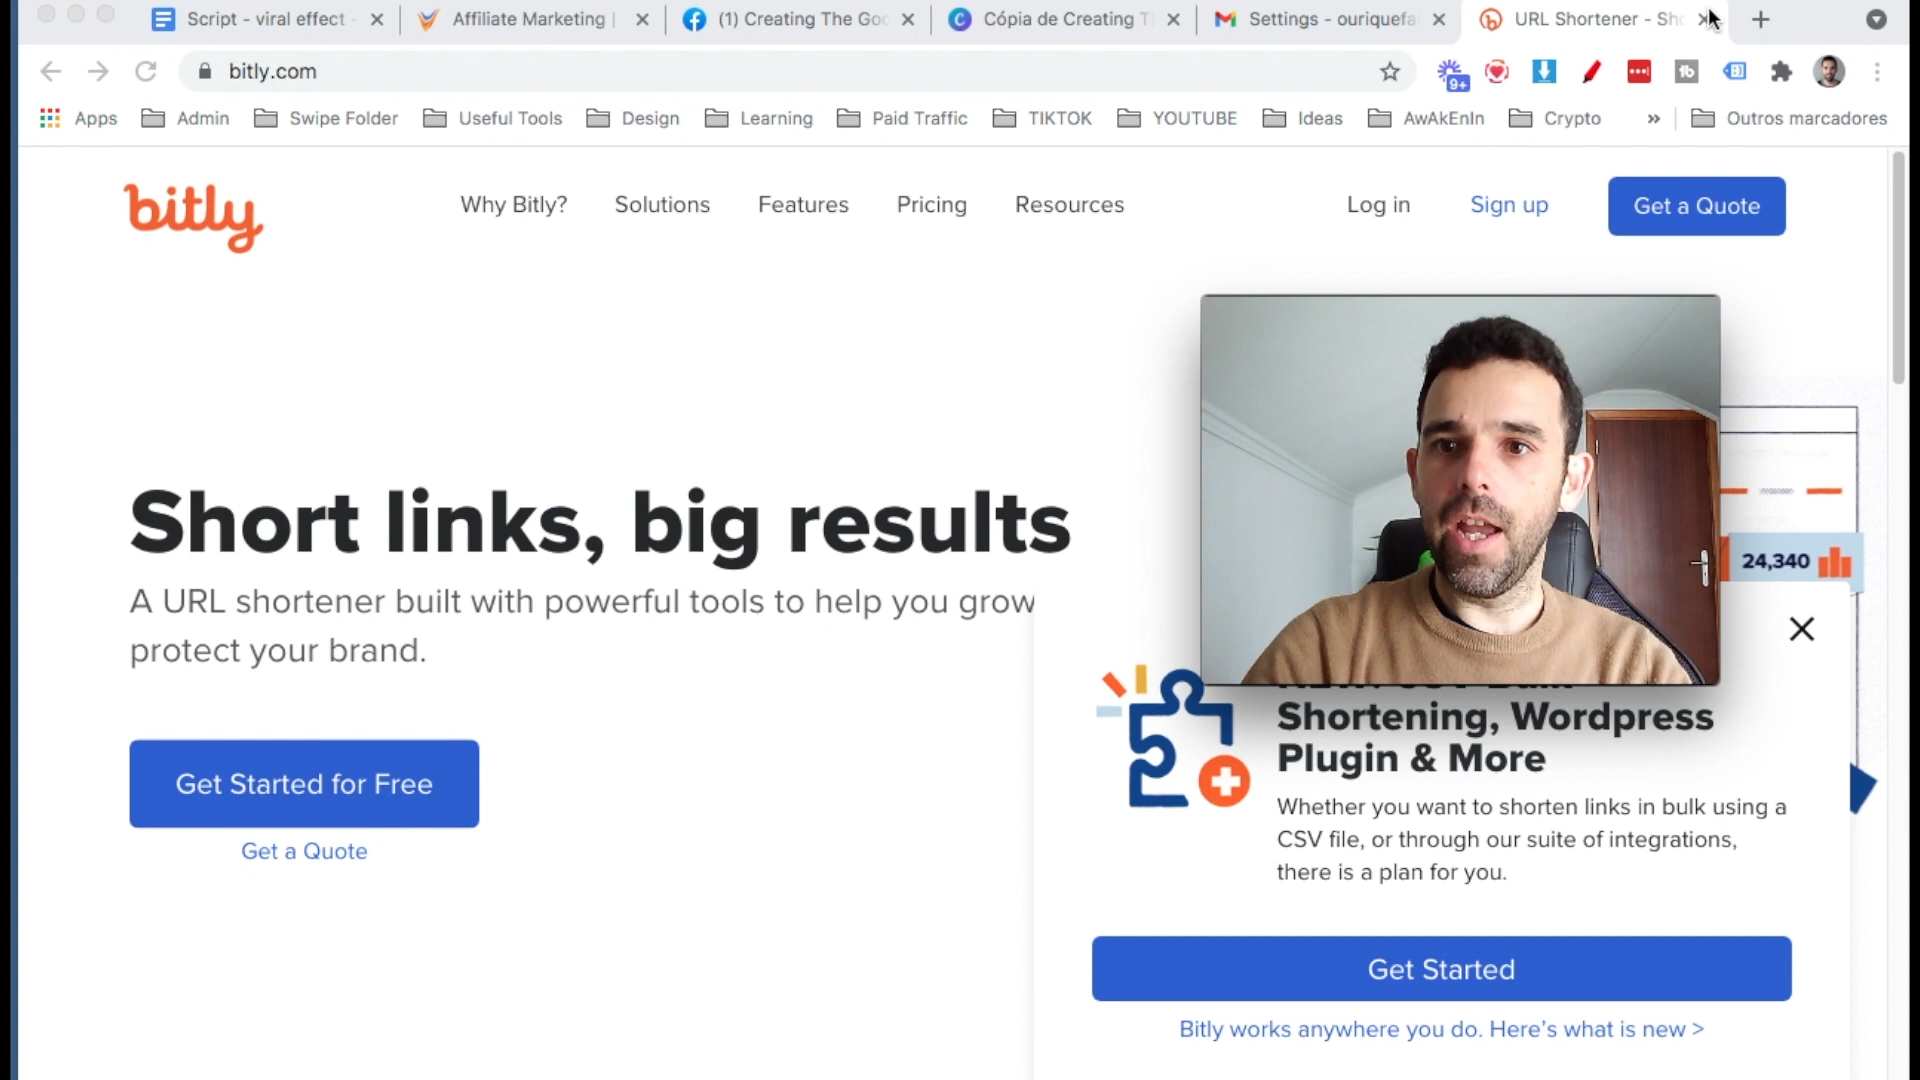 Script - viral effect -
Affiliate Marketing |
(1) Creating The Goo
Cópia de Creating T
Settings - ouriquefa
URL Shortener - Sho
bitly.com
9+
tb
Apps
Admin
Swipe Folder
Useful Tools
Design
Learning
Paid Traffic
TIKTOK
YOUTUBE
Ideas
AwAkEnIn
Crypto
»
Outros marcadores
bitly
Why Bitly?
Solutions
Features
Pricing
Resources
Log in
Sign up
Get a Quote
Short links, big results
A URL shortener built with powerful tools to help you grow
protect your brand.
Get Started for Free
Get a Quote
24,340
Shortening, Wordpress
Plugin & More
Whether you want to shorten links in bulk using a
CSV file, or through our suite of integrations,
there is a plan for you.
Get Started
Bitly works anywhere you do. Here's what is new >